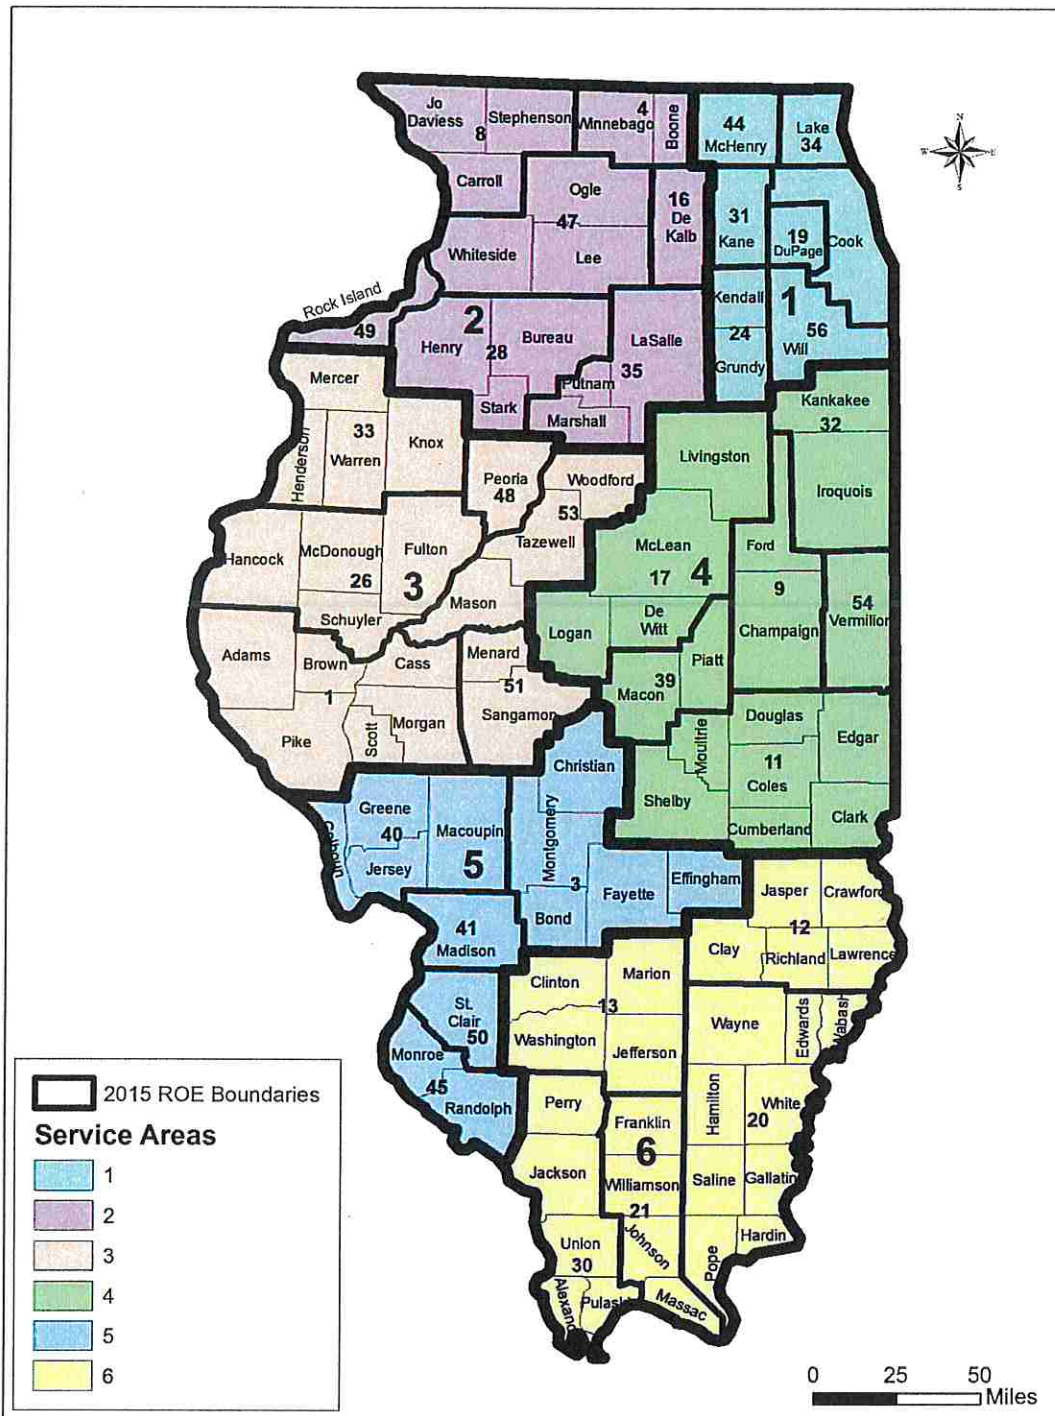 Jo
Daviess
8
Stephenson
4
Winnebago
Boone
44
McHenry
Lake
34
N
W
E
S
Carroll
Ogle
47
16
De
Kalb
31
Kane
19
DuPage
Cook
Whiteside
Lee
Rock Island
49
2
Henry
28
Bureau
LaSalle
35
Kendall
24
Grundy
1
56
Will
Mercer
Stark
Putnam
Marshall
Kankakee
32
Henderson
33
Warren
Knox
Peoria
48
Woodford
53
Tazewell
Livingston
Iroquois
Hancock
McDonough
26
Fulton
3
McLean
17
4
Ford
9
Champaign
54
Vermilion
Schuyler
Mason
Logan
De
Witt
Piatt
Adams
Brown
1
Cass
Menard
51
Sangamon
39
Macon
Pike
Scott
Morgan
Christian
Moultrie
Douglas
11
Coles
Edgar
Shelby
Cumberland
Clark
Calhoun
Greene
40
Jersey
Macoupin
5
Montgomery
3
Bond
Fayette
Effingham
Jasper
Crawford
12
41
Madison
Clay
Richland
Lawrence
St.
Clair
50
Clinton
13
Marion
Washington
Jefferson
Wayne
Edwards
Wabash
Monroe
45
Randolph
Perry
Franklin
6
Hamilton
White
20
Jackson
Williamson
21
Saline
Gallatin
Union
30
Johnson
Pope
Hardin
Pulaski
Massac
2015 ROE Boundaries
Service Areas
1
2
3
4
5
6
0 25 50
Miles